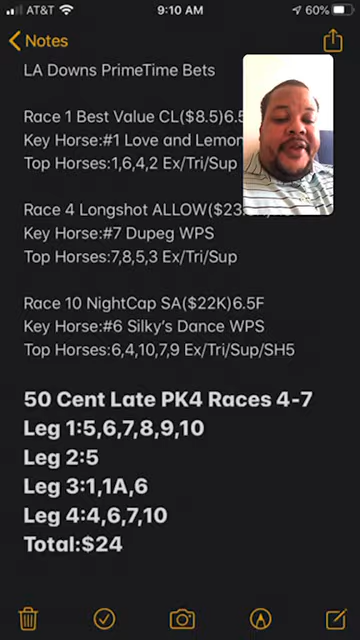 AT&T
9:10 AM
60%
Notes
LA Downs PrimeTime Bets
Race 1 Best Value CL($8.5)6.5
Key Horse:#1 Love and Lemon
Top Horses:1,6,4,2 Ex/Tri/Sup
Race 4 Longshot ALLOW($23
Key Horse:#7 Dupeg WPS
Top Horses:7,8,5,3 Ex/Tri/Sup
Race 10 NightCap SA($22K)6.5F
Key Horse:#6 Silky's Dance WPS
Top Horses:6,4,10,7,9 Ex/Tri/Sup/SH5
50 Cent Late PK4 Races 4-7
Leg 1:5,6,7,8,9,10
Leg 2:5
Leg 3:1,1A,6
Leg 4:4,6,7,10
Total:$24